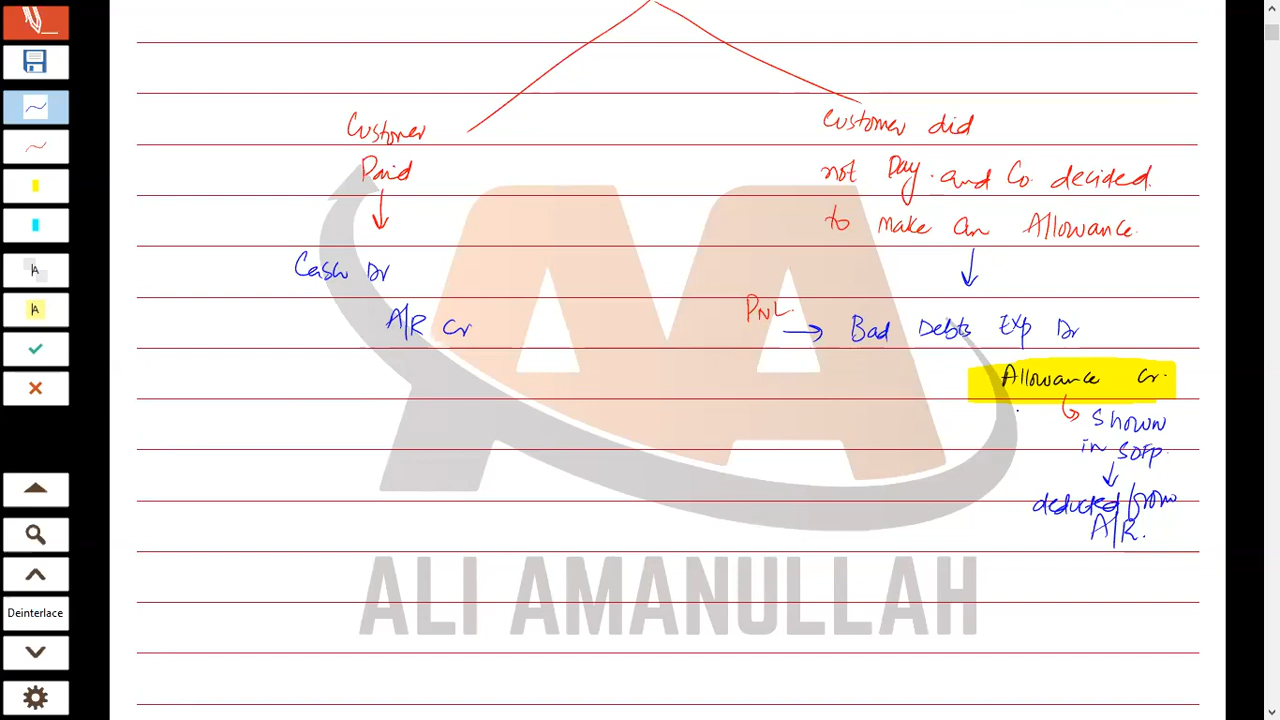 Customer
Paid
Cash Dr
A/R Cr
Customer did
not Pay. and Co. decided.
to make an Allowance.
PNL.
Bad Debts Exp Dr
Allowance Cr.
Shown
in SOFP.
deducted from
A/R.
ALI AMANULLAH
Deinterlace